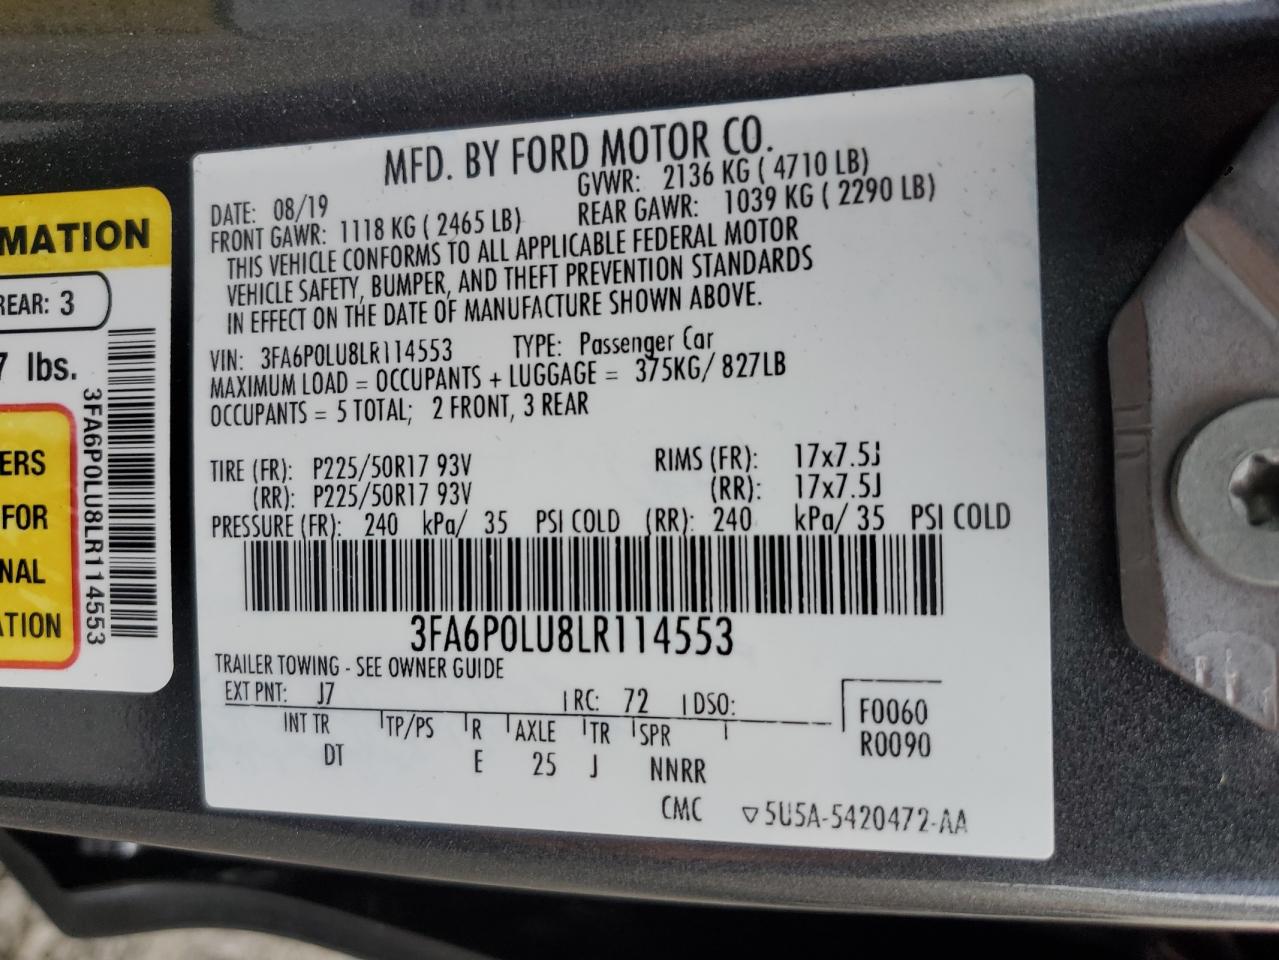 MFD. BY FORD MOTOR CO.
DATE: 08/19 GVWR: 2136 KG ( 4710 LB)
FRONT GAWR: 1118 KG ( 2465 LB) REAR GAWR: 1039 KG ( 2290 LB)
THIS VEHICLE CONFORMS TO ALL APPLICABLE FEDERAL MOTOR
VEHICLE SAFETY, BUMPER, AND THEFT PREVENTION STANDARDS
IN EFFECT ON THE DATE OF MANUFACTURE SHOWN ABOVE.
VIN: 3FA6P0LU8LR114553 TYPE: Passenger Car
MAXIMUM LOAD = OCCUPANTS + LUGGAGE = 375KG/ 827LB
OCCUPANTS = 5 TOTAL; 2 FRONT, 3 REAR
TIRE (FR): P225/50R17 93V RIMS (FR): 17x7.5J
(RR): P225/50R17 93V (RR): 17x7.5J
PRESSURE (FR): 240 kPa/ 35 PSI COLD (RR): 240 kPa/ 35 PSI COLD
3FA6P0LU8LR114553
TRAILER TOWING - SEE OWNER GUIDE
EXT PNT: J7 RC: 72 DSO:
INT TR TP/PS R AXLE TR SPR F0060
DT E 25 J NNRR R0090
CMC ▽5U5A-5420472-AA
MATION
REAR: 3
7 lbs.
ERS
FOR
NAL
ATION
3FA6P0LU8LR114553